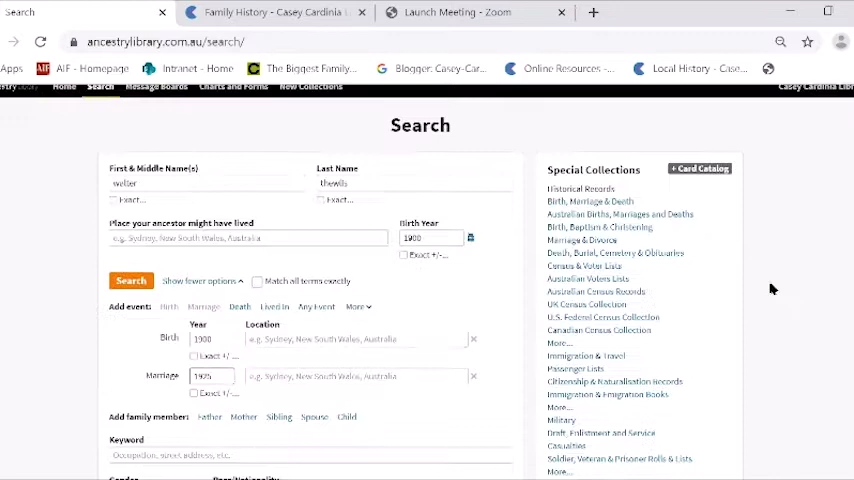 Search
Family History - Casey Cardinia L
Launch Meeting - Zoom
ancestrylibrary.com.au/search/
Apps
AIF - Homepage
Intranet - Home
The Biggest Family...
Blogger: Casey-Car...
Online Resources -...
Local History - Case...
Home
Search
Message Boards
Charts and Forms
New Collections
Casey Cardinia Lib
Search
First & Middle Name(s)
Last Name
walter
thewlis
Exact...
Exact...
Place your ancestor might have lived
Birth Year
e.g. Sydney, New South Wales, Australia
1900
Exact +/-...
Search
Show fewer options
Match all terms exactly
Add event:
Birth
Marriage
Death
Lived In
Any Event
More
Year
Location
Birth
1900
e.g. Sydney, New South Wales, Australia
Exact +/-...
Marriage
1925
e.g. Sydney, New South Wales, Australia
Exact +/-...
Add family member:
Father
Mother
Sibling
Spouse
Child
Keyword
Occupation, street address, etc.
Gender
Race/Nationality
Special Collections
+ Card Catalog
Historical Records
Birth, Marriage & Death
Australian Births, Marriages and Deaths
Birth, Baptism & Christening
Marriage & Divorce
Death, Burial, Cemetery & Obituaries
Census & Voter Lists
Australian Voters Lists
Australian Census Records
UK Census Collection
U.S. Federal Census Collection
Canadian Census Collection
More...
Immigration & Travel
Passenger Lists
Citizenship & Naturalisation Records
Immigration & Emigration Books
More...
Military
Draft, Enlistment and Service
Casualties
Soldier, Veteran & Prisoner Rolls & Lists
More...